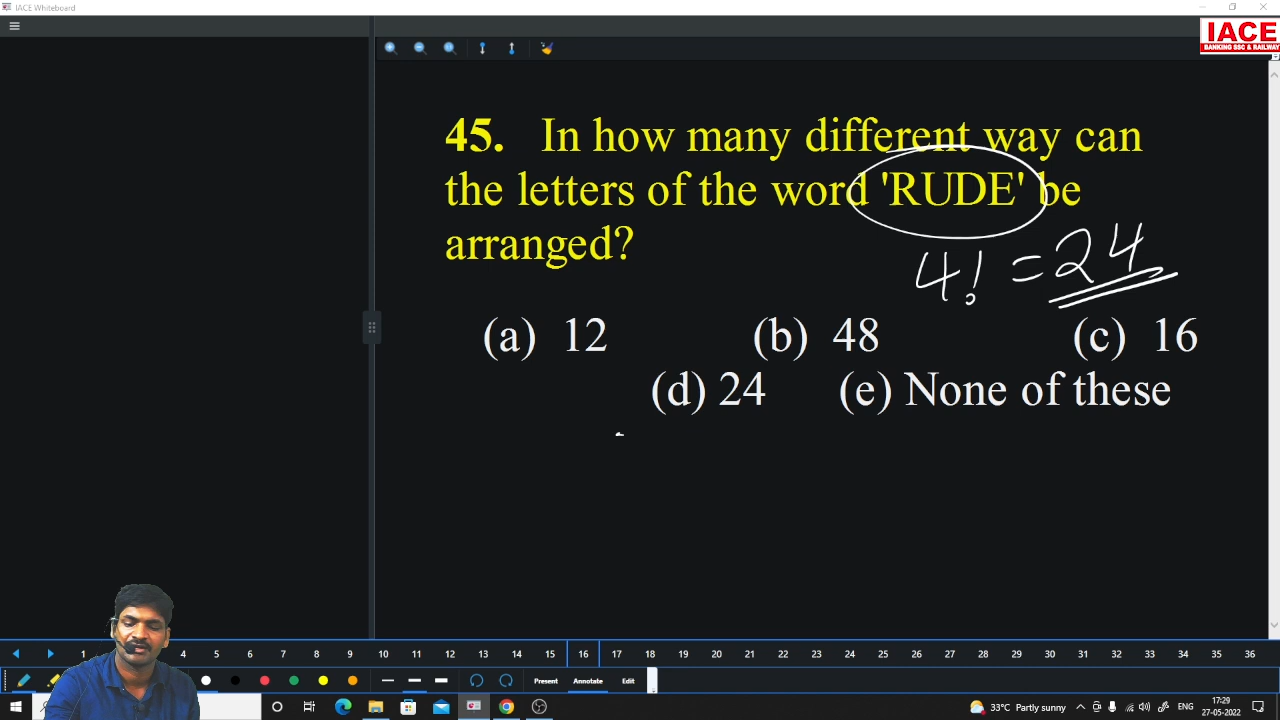 IACE Whiteboard
IACE
BANKING SSC & RAILWAY
45. In how many different way can
the letters of the word 'RUDE' be
arranged?
4! = 24
(a) 12 (b) 48 (c) 16
(d) 24 (e) None of these
1 4 5 6 7 8 9 10 11 12 13 14 15 16 17 18 19 20 21 22 23 24 25 26 27 28 29 30 31 32 33 34 35 36
Present Annotate Edit
33°C Partly sunny ENG 17:29
27-05-2022